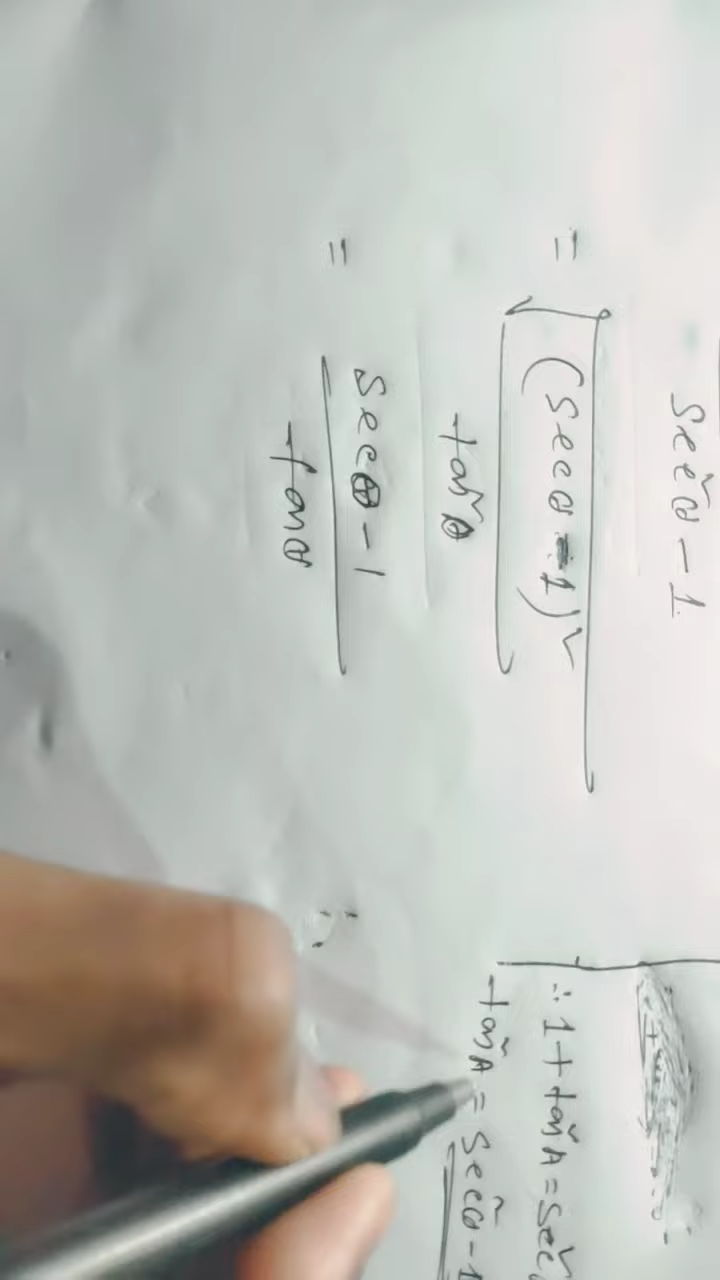 sec²θ - 1
= √(secθ - 1)²
tan²θ
= secθ - 1
tanθ
∴ 1 + tan²A = sec²
tan²A = sec²θ - 1